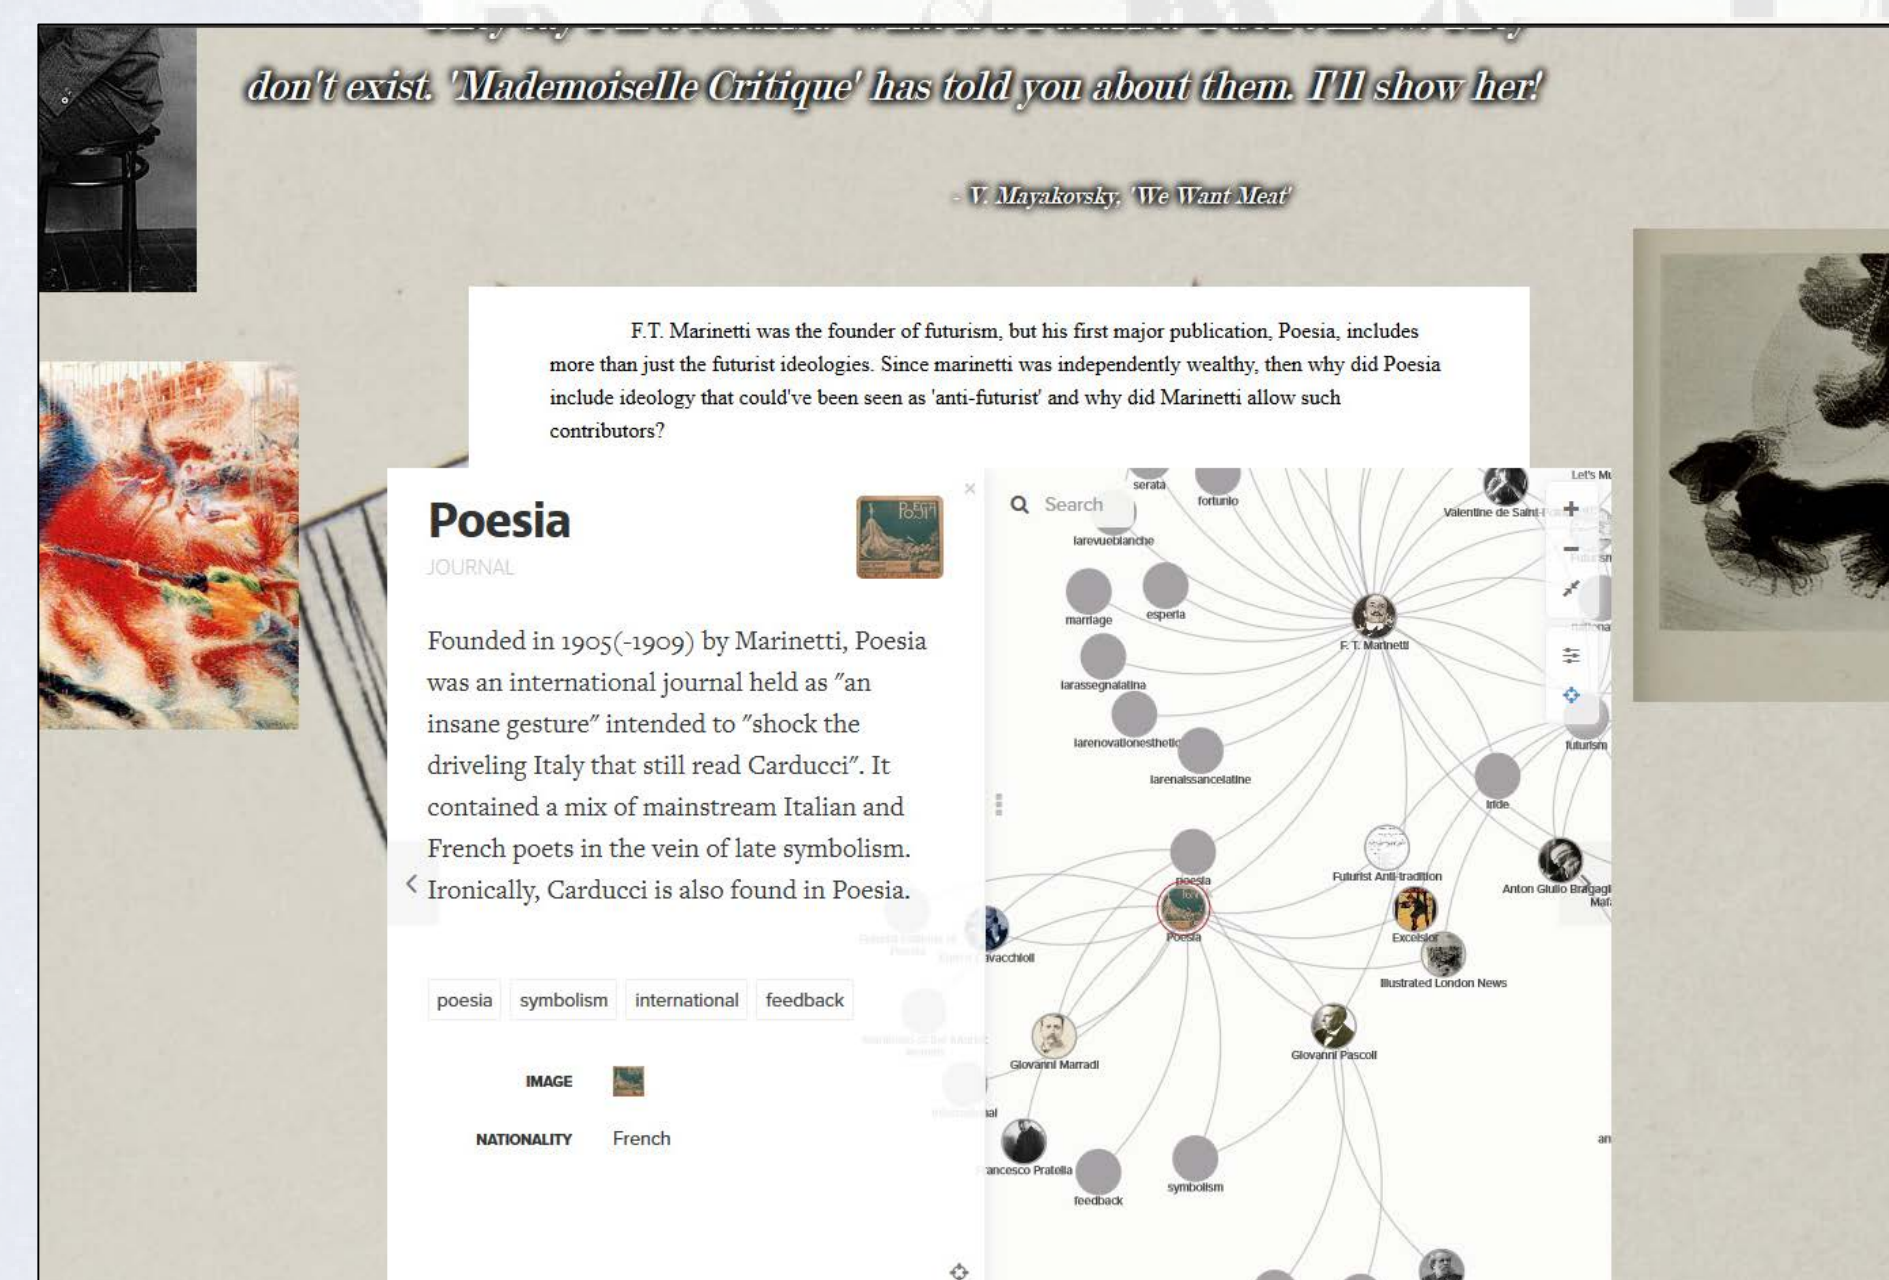 don't exist. 'Mademoiselle Critique' has told you about them. I'll show her!
- V. Mayakovsky, 'We Want Meat'
F.T. Marinetti was the founder of futurism, but his first major publication, Poesia, includes
more than just the futurist ideologies. Since marinetti was independently wealthy, then why did Poesia
include ideology that could've been seen as 'anti-futurist' and why did Marinetti allow such
contributors?
Poesia
JOURNAL
Founded in 1905(-1909) by Marinetti, Poesia
was an international journal held as "an
insane gesture" intended to "shock the
driveling Italy that still read Carducci". It
contained a mix of mainstream Italian and
French poets in the vein of late symbolism.
Ironically, Carducci is also found in Poesia.
poesia
symbolism
international
feedback
IMAGE
NATIONALITY French
Search
serata
fortunio
Let's Mu
Valentine de Saint-
larevueblanche
marriage
esperia
F. T. Marinetti
larassegnalatina
larenovationesthetic
larenaissancelatine
futurism
iride
poesia
Poesia
Futurist Anti-tradition
Anton Giulio Bragagl
Excelsior
Illustrated London News
avacchioli
Giovanni Marradi
Giovanni Pascoli
ancesco Pratella
feedback
symbolism